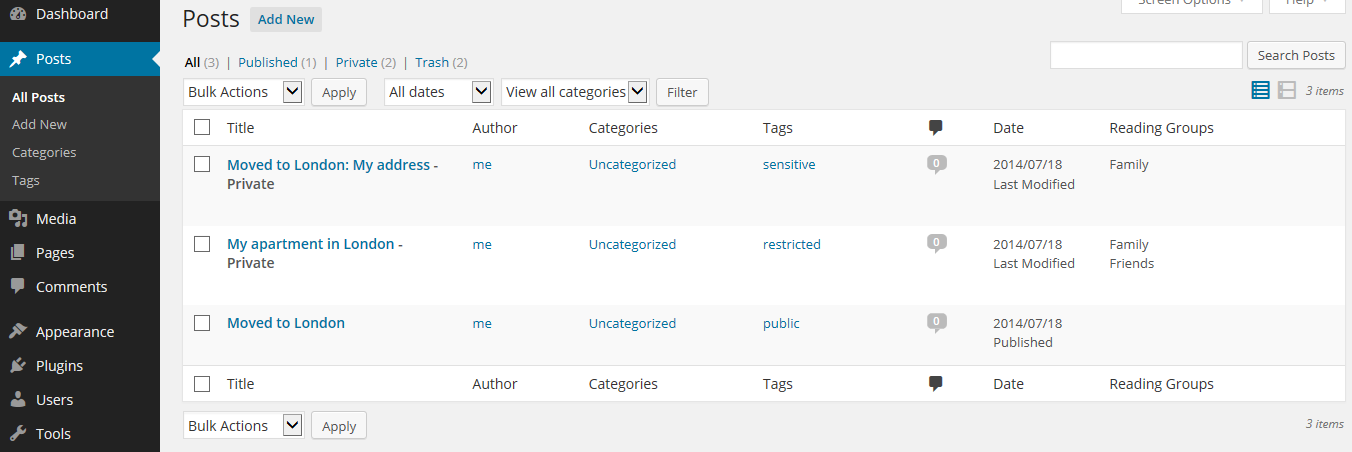 Dashboard
Posts
All Posts
Add New
Categories
Tags
Media
Pages
Comments
Appearance
Plugins
Users
Tools
Screen Options
Help
Posts Add New
All (3) | Published (1) | Private (2) | Trash (2)
Search Posts
Bulk Actions Apply All dates View all categories Filter 3 items
Title Author Categories Tags Date Reading Groups
Moved to London: My address - me Uncategorized sensitive 0 2014/07/18 Family
Private Last Modified
My apartment in London - me Uncategorized restricted 0 2014/07/18 Family
Private Last Modified Friends
Moved to London me Uncategorized public 0 2014/07/18
Published
Title Author Categories Tags Date Reading Groups
Bulk Actions Apply 3 items